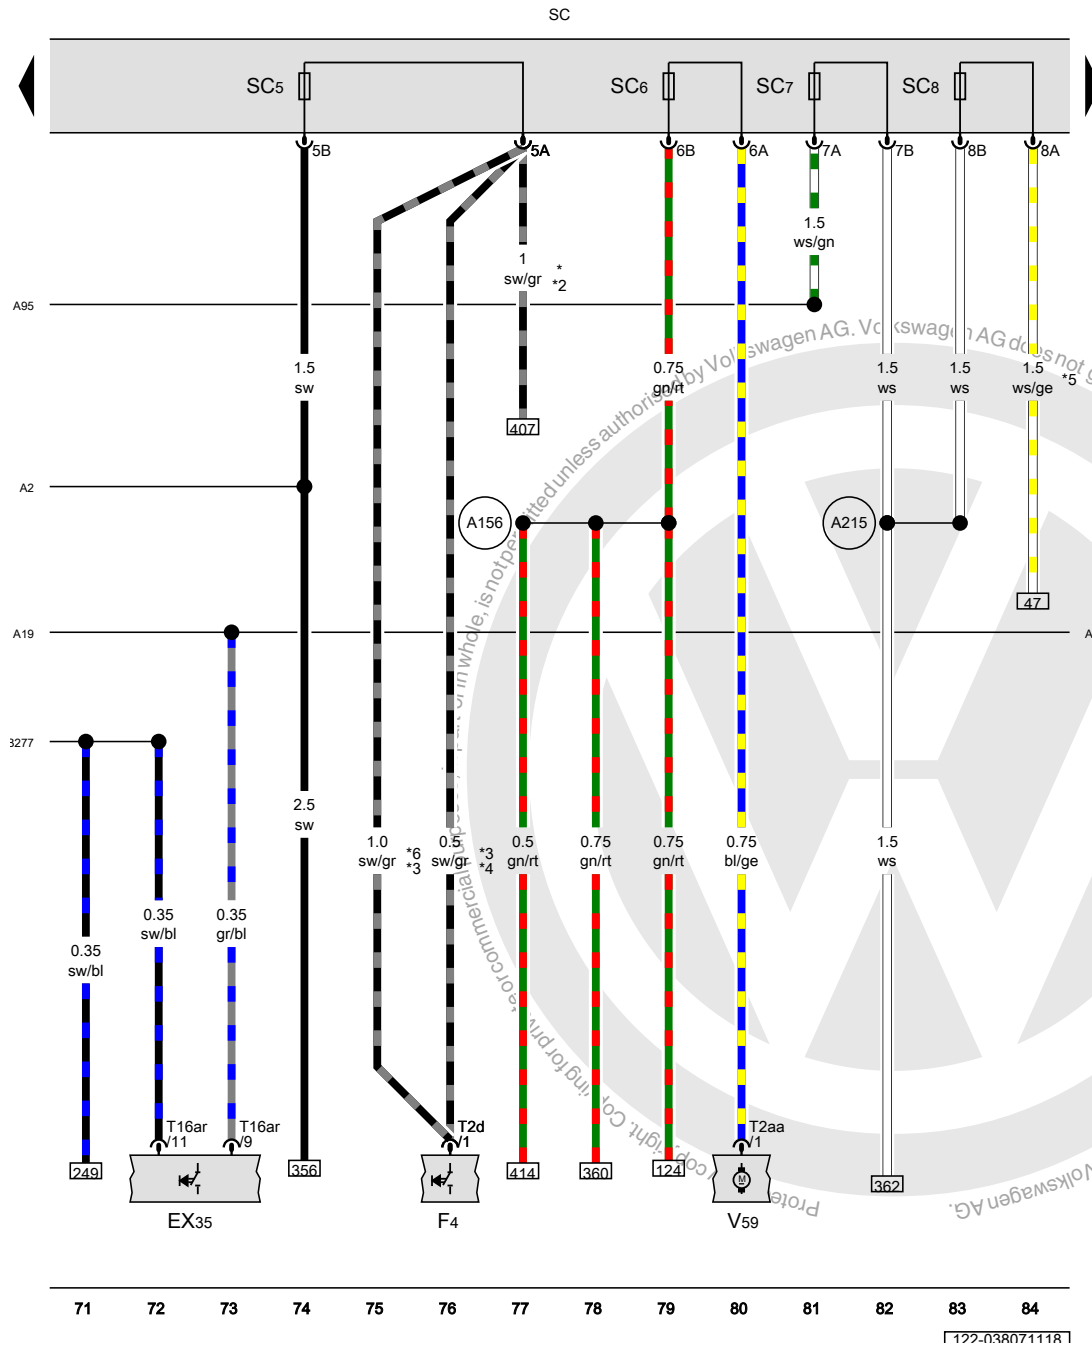 SC
SC5
SC6
SC7
SC8
5B
5A
6B
6A
7A
7B
8B
8A
1.5
ws/gn
1
sw/gr
*
*2
A95
1.5
sw
0.75
gn/rt
1.5
ws
1.5
ws
1.5
ws/ge
*5
407
A2
A156
A215
47
A19
A
3277
2.5
sw
1.0
sw/gr
*6
*3
0.5
sw/gr
*3
*4
0.5
gn/rt
0.75
gn/rt
0.75
gn/rt
0.75
bl/ge
1.5
ws
0.35
sw/bl
0.35
gr/bl
0.35
sw/bl
T16ar
/11
T16ar
/9
T2d
/1
T2aa
/1
249
356
414
360
124
362
M
EX35
F4
V59
71 72 73 74 75 76 77 78 79 80 81 82 83 84
122-038071118